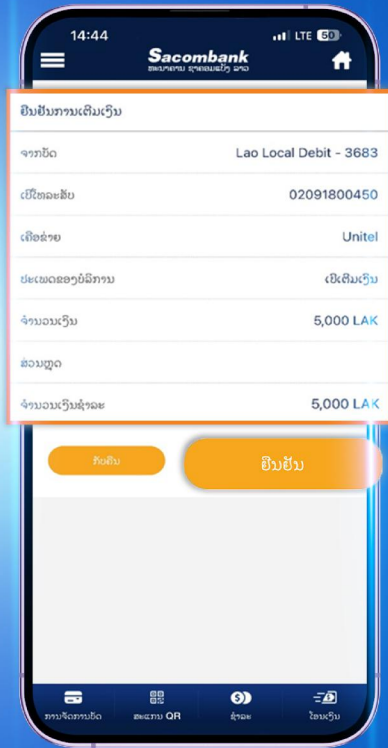 14:44
LTE 50
Sacombank
ທະນາຄານ ຊາຄອມແບັງ ລາວ
ຢືນຢັນການເຕີມເງິນ
ຈາກບັດ Lao Local Debit - 3683
ເບີໂທລະສັບ 02091800450
ເຄືອຂ່າຍ Unitel
ປະເພດຂອງບໍລິການ ເບີເຕີມເງິນ
ຈຳນວນເງິນ 5,000 LAK
ສ່ວນຫຼຸດ
ຈຳນວນເງິນຊຳລະ 5,000 LAK
ກັບຄືນ ຢືນຢັນ
ການຈັດການບັດ ສະແກນ QR ຊຳລະ ໂອນເງິນ